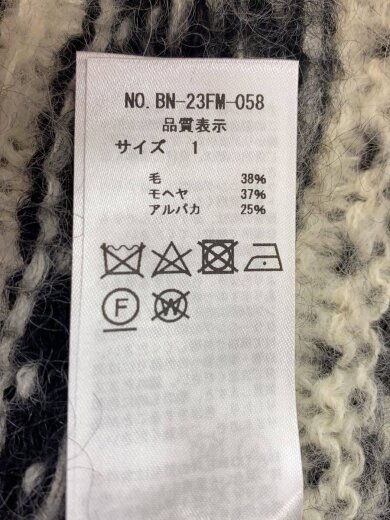 NO. BN-23FM-058
品質表示
サイズ 1
毛 38%
モヘヤ 37%
アルパカ 25%
F W